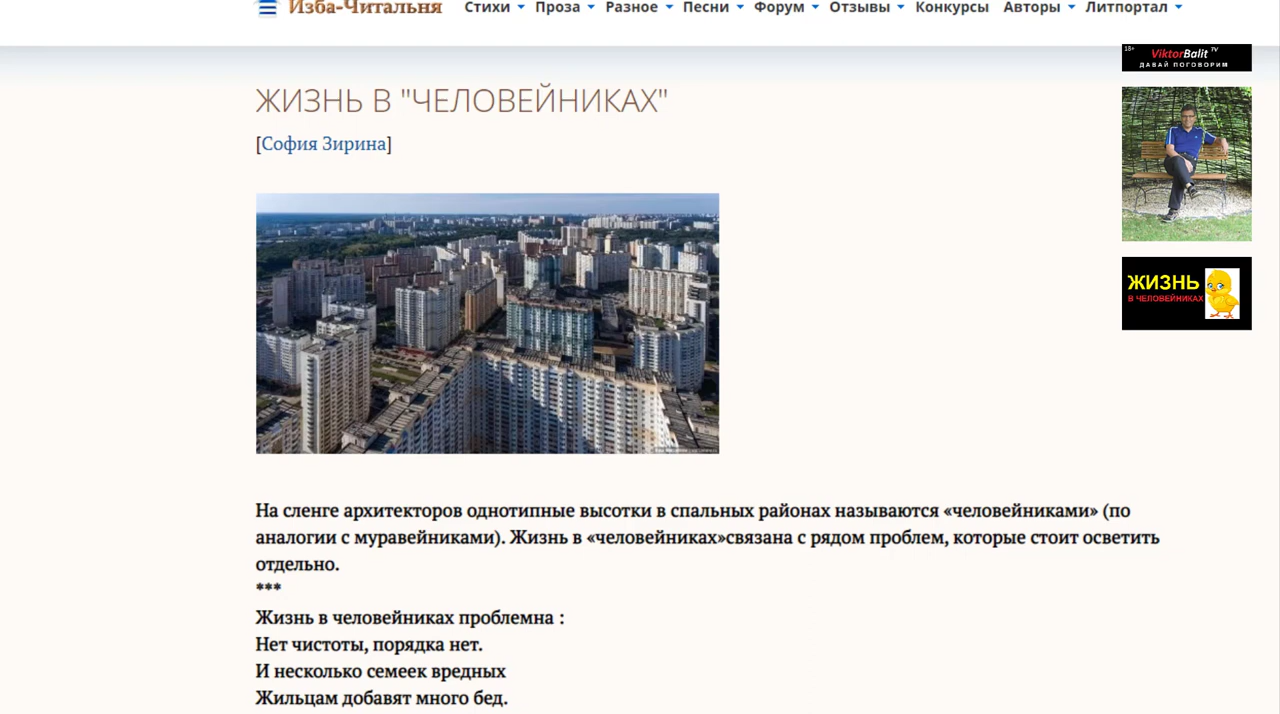 Изба-Читальня
Стихи Проза Разное Песни Форум Отзывы Конкурсы Авторы Литпортал
18+
ViktorBalit TV
ДАВАЙ ПОГОВОРИМ
ЖИЗНЬ В "ЧЕЛОВЕЙНИКАХ"
[София Зирина]
ЖИЗНЬ
В ЧЕЛОВЕЙНИКАХ
На сленге архитекторов однотипные высотки в спальных районах называются «человейниками» (по
аналогии с муравейниками). Жизнь в «человейниках»связана с рядом проблем, которые стоит осветить
отдельно.
***
Жизнь в человейниках проблемна :
Нет чистоты, порядка нет.
И несколько семеек вредных
Жильцам добавят много бед.